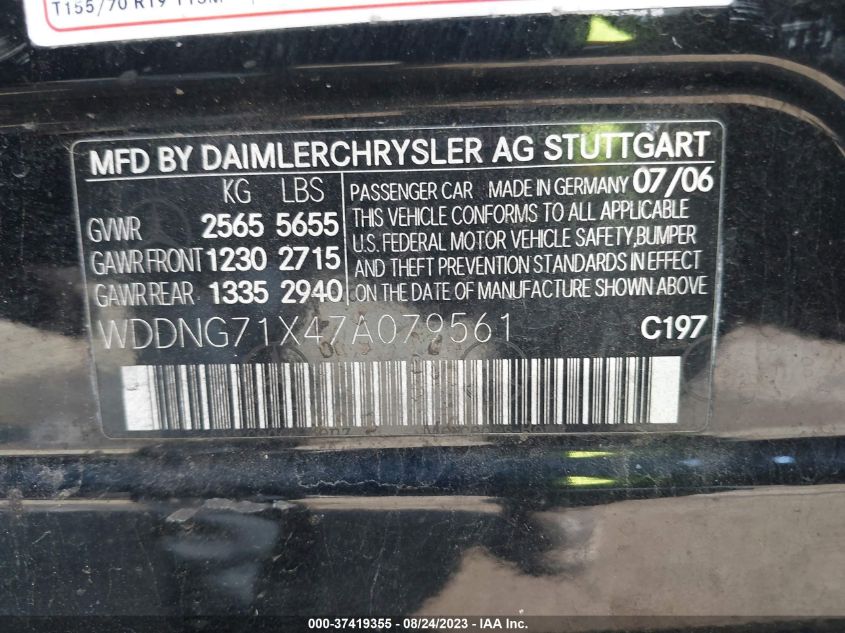 T155/70 R19
MFD BY DAIMLERCHRYSLER AG STUTTGART
KG LBS
GVWR 2565 5655
GAWR FRONT 1230 2715
GAWR REAR 1335 2940
PASSENGER CAR MADE IN GERMANY 07/06
THIS VEHICLE CONFORMS TO ALL APPLICABLE
U.S. FEDERAL MOTOR VEHICLE SAFETY, BUMPER
AND THEFT PREVENTION STANDARDS IN EFFECT
ON THE DATE OF MANUFACTURE SHOWN ABOVE
WDDNG71X47A079561 C197
000-37419355 - 08/24/2023 - IAA Inc.